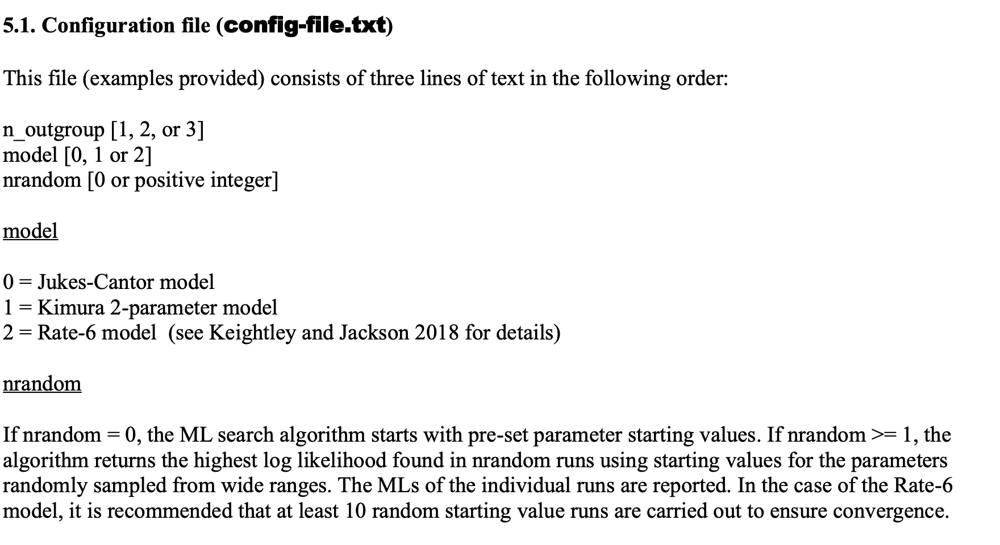 5.1. Configuration file (config-file.txt)
This file (examples provided) consists of three lines of text in the following order:
n_outgroup [1, 2, or 3]
model [0, 1 or 2]
nrandom [0 or positive integer]
model
0 = Jukes-Cantor model
1 = Kimura 2-parameter model
2 = Rate-6 model  (see Keightley and Jackson 2018 for details)
nrandom
If nrandom = 0, the ML search algorithm starts with pre-set parameter starting values. If nrandom >= 1, the
algorithm returns the highest log likelihood found in nrandom runs using starting values for the parameters
randomly sampled from wide ranges. The MLs of the individual runs are reported. In the case of the Rate-6
model, it is recommended that at least 10 random starting value runs are carried out to ensure convergence.